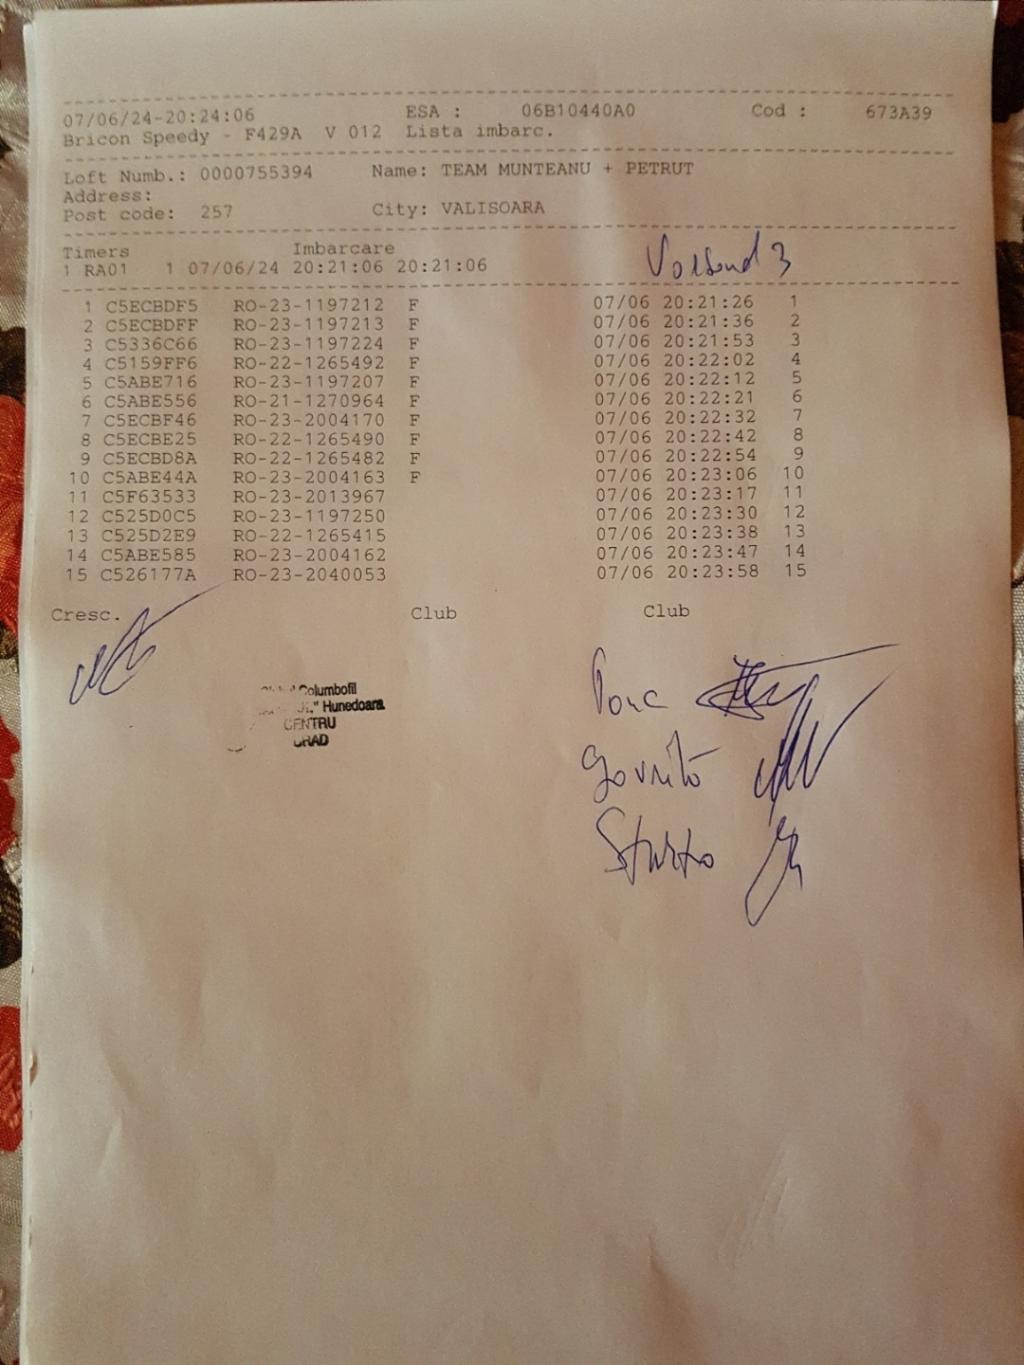 07/06/24-20:24:06 ESA : 06B10440A0 Cod : 673A39
Bricon Speedy - F429A V 012 Lista imbarc.
Loft Numb.: 0000755394 Name: TEAM MUNTEANU + PETRUT
Address:
Post code: 257 City: VALISOARA
Timers Imbarcare
1 RA01 1 07/06/24 20:21:06 20:21:06
1 C5ECBDF5 RO-23-1197212 F 07/06 20:21:26 1
2 C5ECBDFF RO-23-1197213 F 07/06 20:21:36 2
3 C5336C66 RO-23-1197224 F 07/06 20:21:53 3
4 C5159FF6 RO-22-1265492 F 07/06 20:22:02 4
5 C5ABE716 RO-23-1197207 F 07/06 20:22:12 5
6 C5ABE556 RO-21-1270964 F 07/06 20:22:21 6
7 C5ECBF46 RO-23-2004170 F 07/06 20:22:32 7
8 C5ECBE25 RO-22-1265490 F 07/06 20:22:42 8
9 C5ECBD8A RO-22-1265482 F 07/06 20:22:54 9
10 C5ABE44A RO-23-2004163 F 07/06 20:23:06 10
11 C5F63533 RO-23-2013967 07/06 20:23:17 11
12 C525D0C5 RO-23-1197250 07/06 20:23:30 12
13 C525D2E9 RO-22-1265415 07/06 20:23:38 13
14 C5ABE585 RO-23-2004162 07/06 20:23:47 14
15 C526177A RO-23-2040053 07/06 20:23:58 15
Cresc. Club Club
Columbofil
Hunedoara
CENTRU